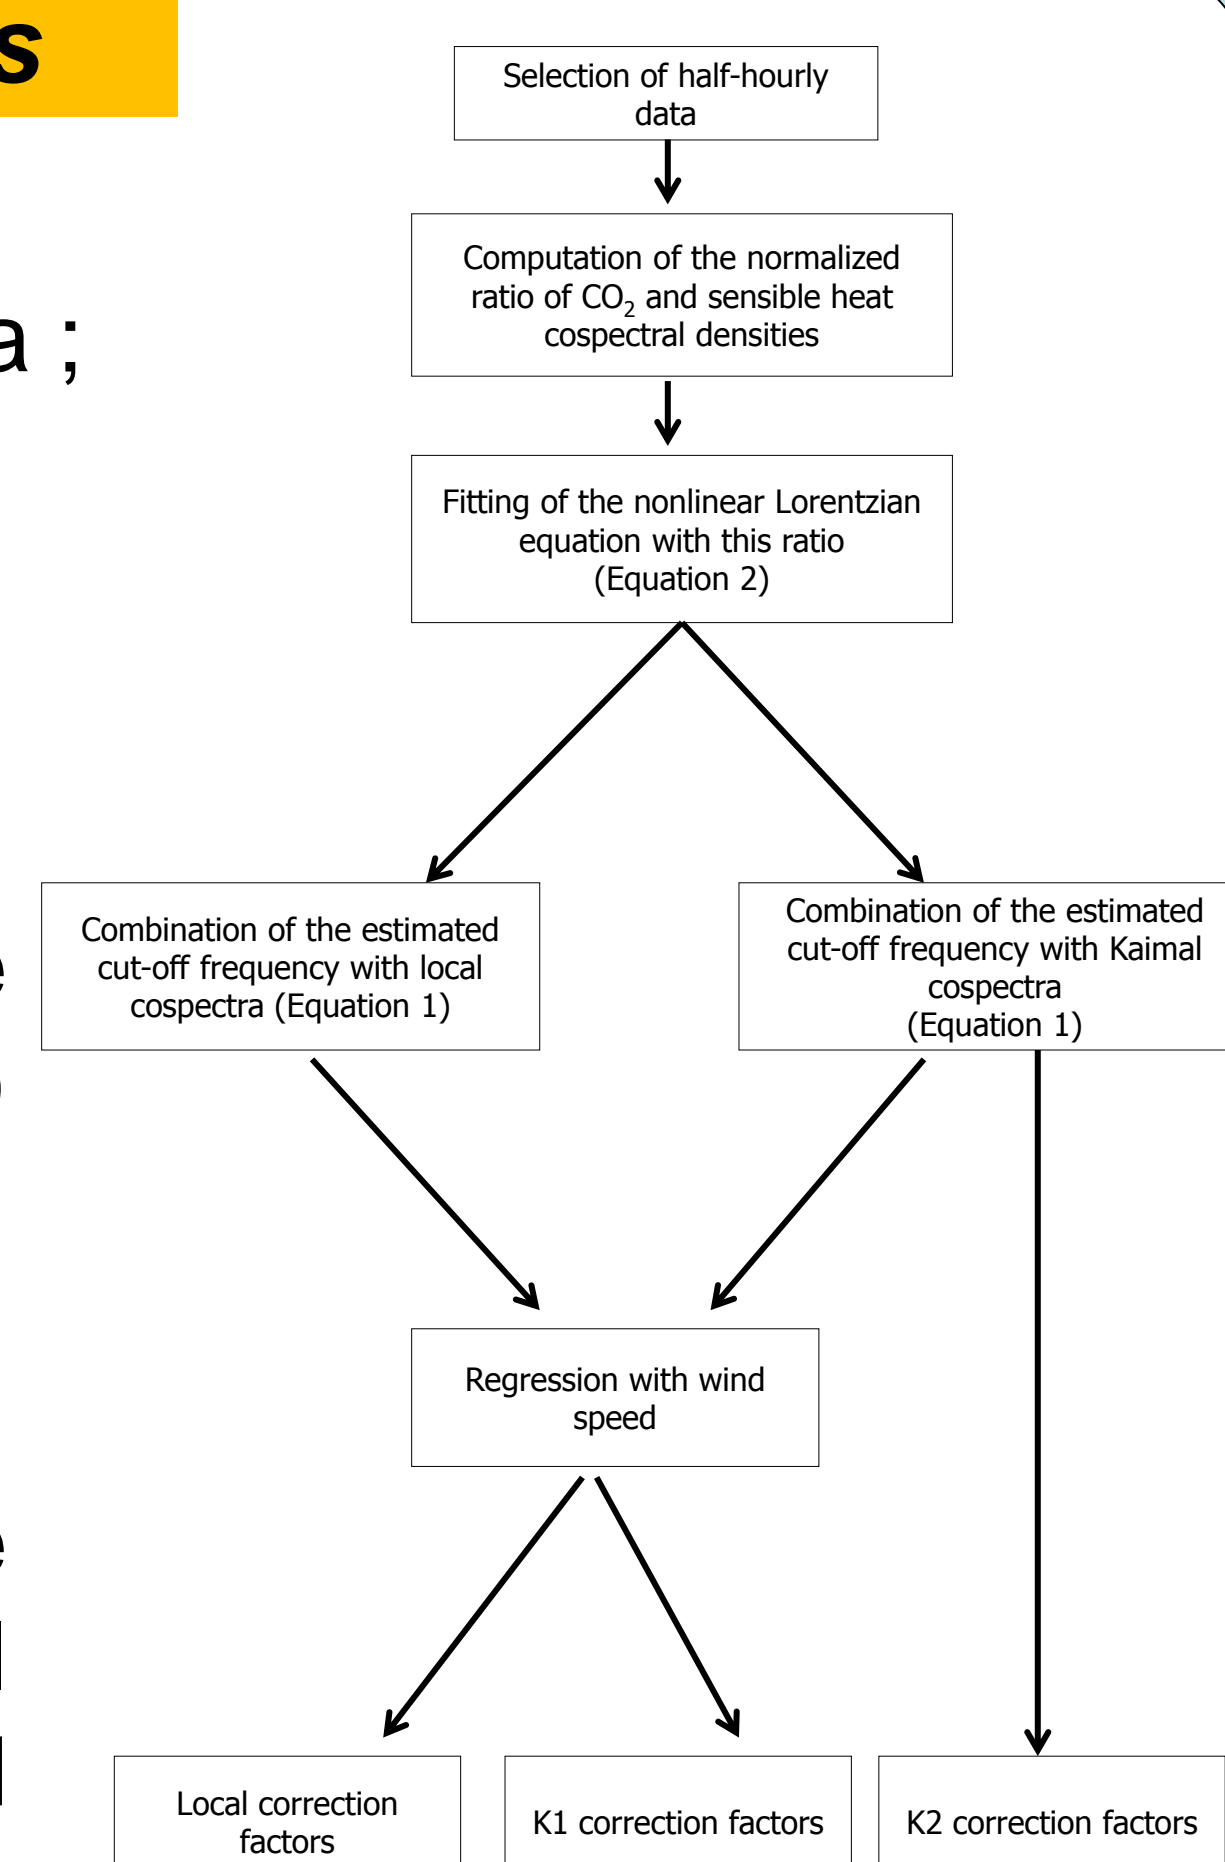 s
a ;
e
Selection of half-hourly
data
Computation of the normalized
ratio of CO₂ and sensible heat
cospectral densities
Fitting of the nonlinear Lorentzian
equation with this ratio
(Equation 2)
Combination of the estimated
cut-off frequency with local
cospectra (Equation 1)
Combination of the estimated
cut-off frequency with Kaimal
cospectra
(Equation 1)
Regression with wind
speed
e
Local correction
factors
K1 correction factors
K2 correction factors